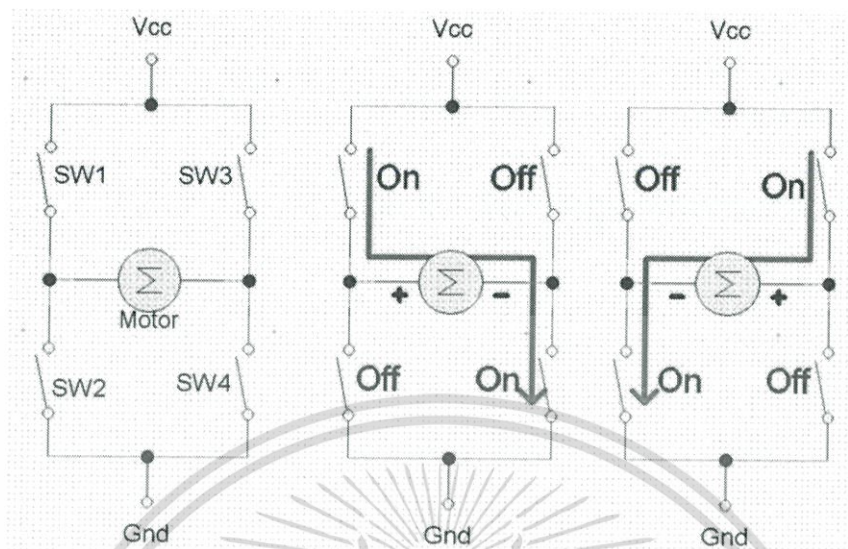 Vcc Vcc Vcc
SW1 SW3 On Off Off On
+ - - +
Motor
SW2 SW4 Off On On Off
Gnd Gnd Gnd